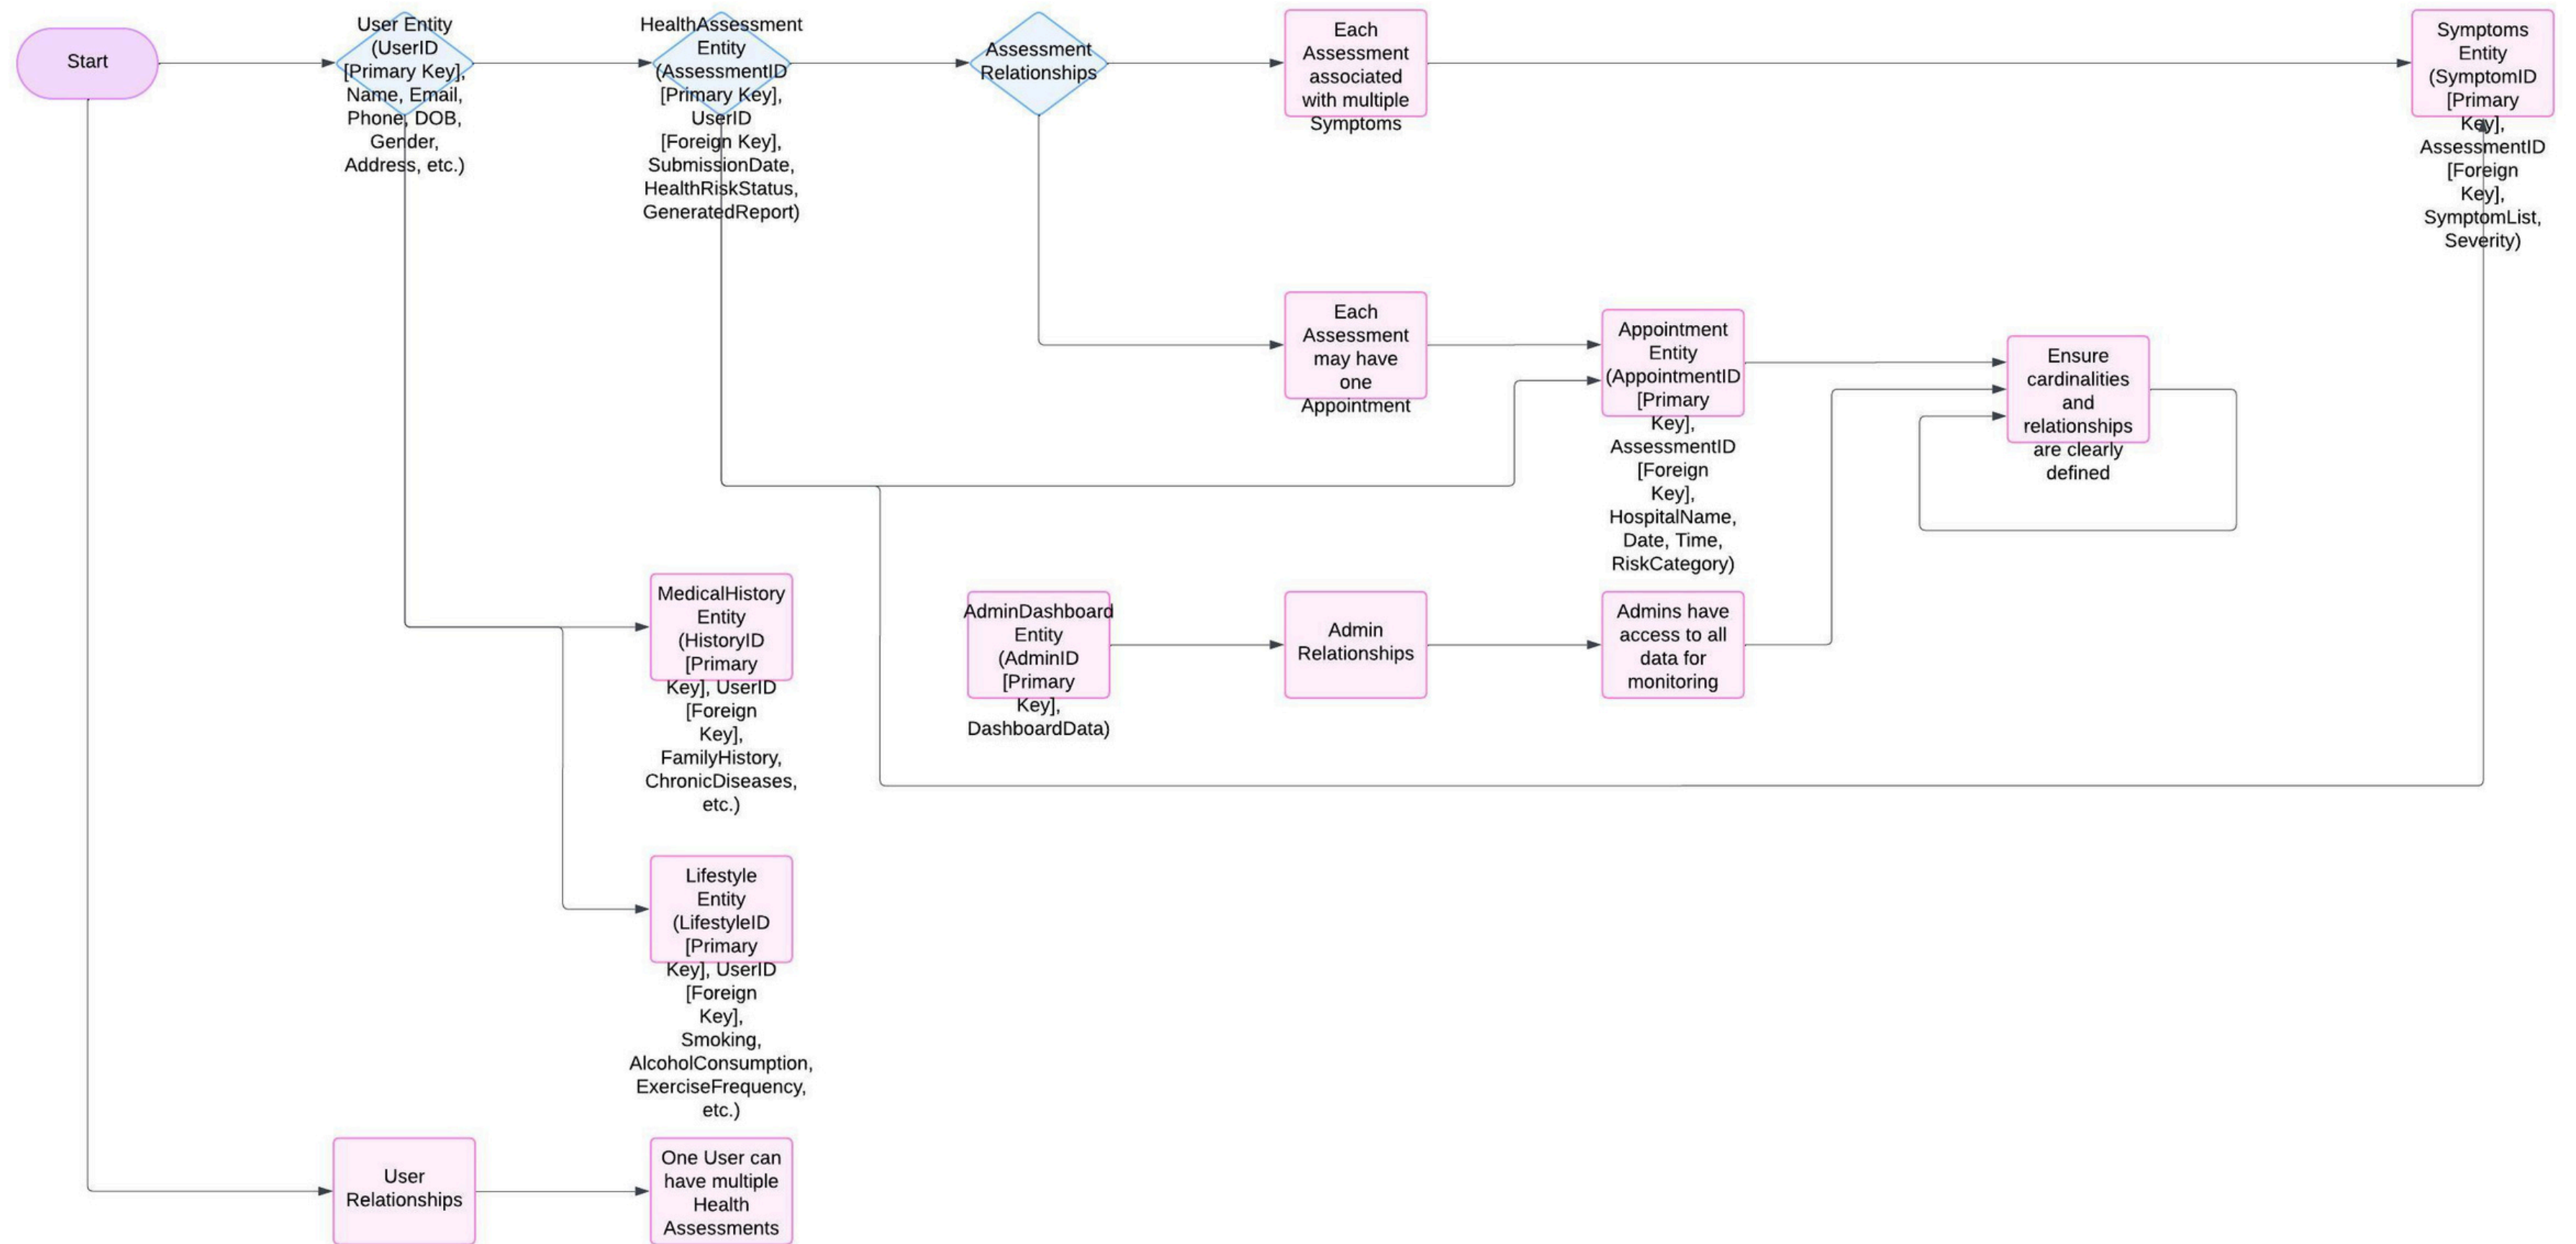 Start
User Entity
(UserID
[Primary Key],
Name, Email,
Phone, DOB,
Gender,
Address, etc.)
HealthAssessment
Entity
(AssessmentID
[Primary Key],
UserID
[Foreign Key],
SubmissionDate,
HealthRiskStatus,
GeneratedReport)
Assessment
Relationships
Each
Assessment
associated
with multiple
Symptoms
Symptoms
Entity
(SymptomID
[Primary
Key],
AssessmentID
[Foreign
Key],
SymptomList,
Severity)
Each
Assessment
may have
one
Appointment
Appointment
Entity
(AppointmentID
[Primary
Key],
AssessmentID
[Foreign
Key],
HospitalName,
Date, Time,
RiskCategory)
Ensure
cardinalities
and
relationships
are clearly
defined
MedicalHistory
Entity
(HistoryID
[Primary
Key], UserID
[Foreign
Key],
FamilyHistory,
ChronicDiseases,
etc.)
AdminDashboard
Entity
(AdminID
[Primary
Key],
DashboardData)
Admin
Relationships
Admins have
access to all
data for
monitoring
Lifestyle
Entity
(LifestyleID
[Primary
Key], UserID
[Foreign
Key],
Smoking,
AlcoholConsumption,
ExerciseFrequency,
etc.)
User
Relationships
One User can
have multiple
Health
Assessments